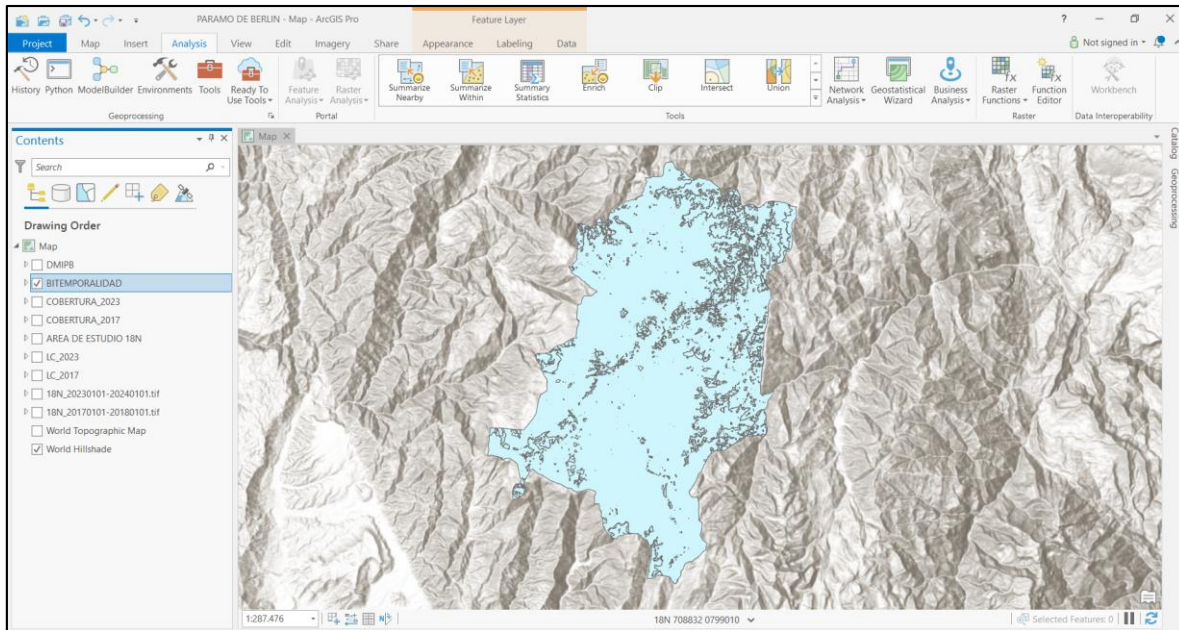 PARAMO DE BERLIN - Map - ArcGIS Pro
Feature Layer
?
Project Map Insert Analysis View Edit Imagery Share Appearance Labeling Data
Not signed in
History Python ModelBuilder Environments Tools Ready To Use Tools
Feature Analysis Raster Analysis
Summarize Nearby Summarize Within Summary Statistics Enrich Clip Intersect Union
Network Analysis Geostatistical Wizard Business Analysis
Raster Functions Function Editor
Workbench
Geoprocessing Portal Tools Raster Data Interoperability
Contents
Map
Search
Drawing Order
Map
DMIPB
BITEMPORALIDAD
COBERTURA_2023
COBERTURA_2017
AREA DE ESTUDIO 18N
LC_2023
LC_2017
18N_20230101-20240101.tif
18N_20170101-20180101.tif
World Topographic Map
World Hillshade
Catalog
Geoprocessing
1:287.476
18N 708832 0799010
Selected Features: 0